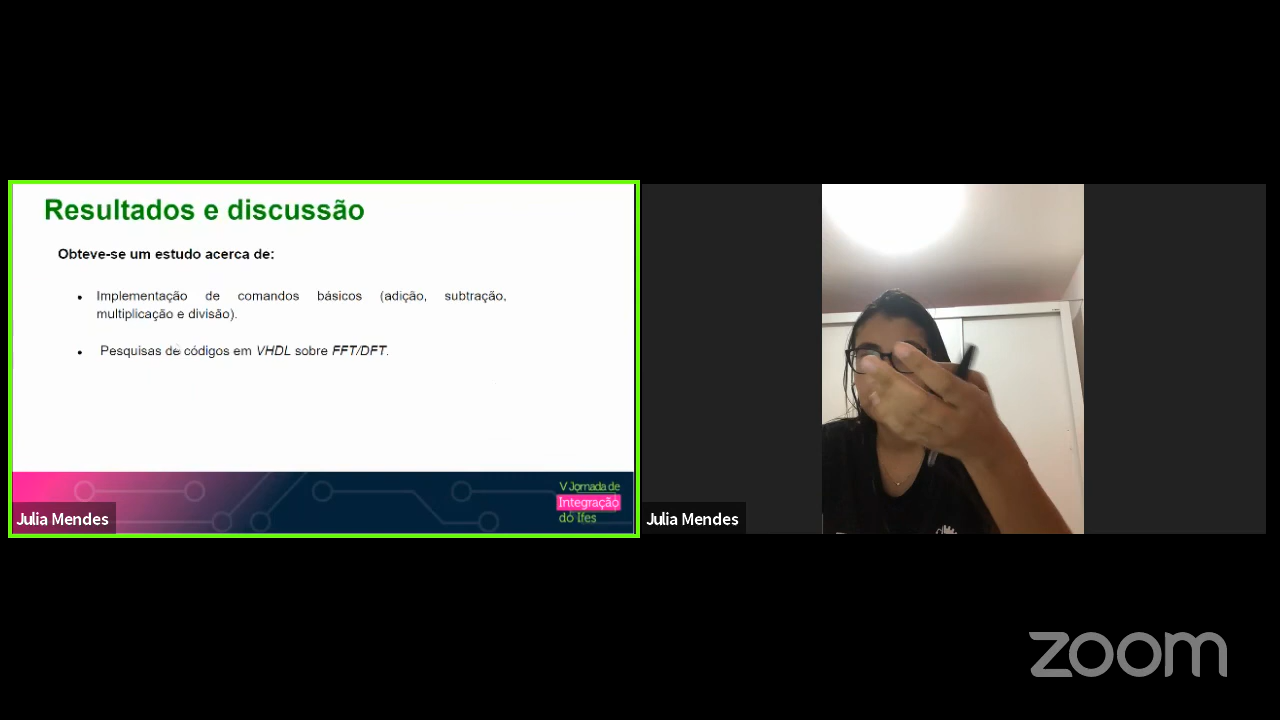 Resultados e discussão
Obteve-se um estudo acerca de:
• Implementação de comandos básicos (adição, subtração,
multiplicação e divisão).
• Pesquisas de códigos em VHDL sobre FFT/DFT.
V Jornada de
Integração
do Ifes
Julia Mendes
Julia Mendes
zoom